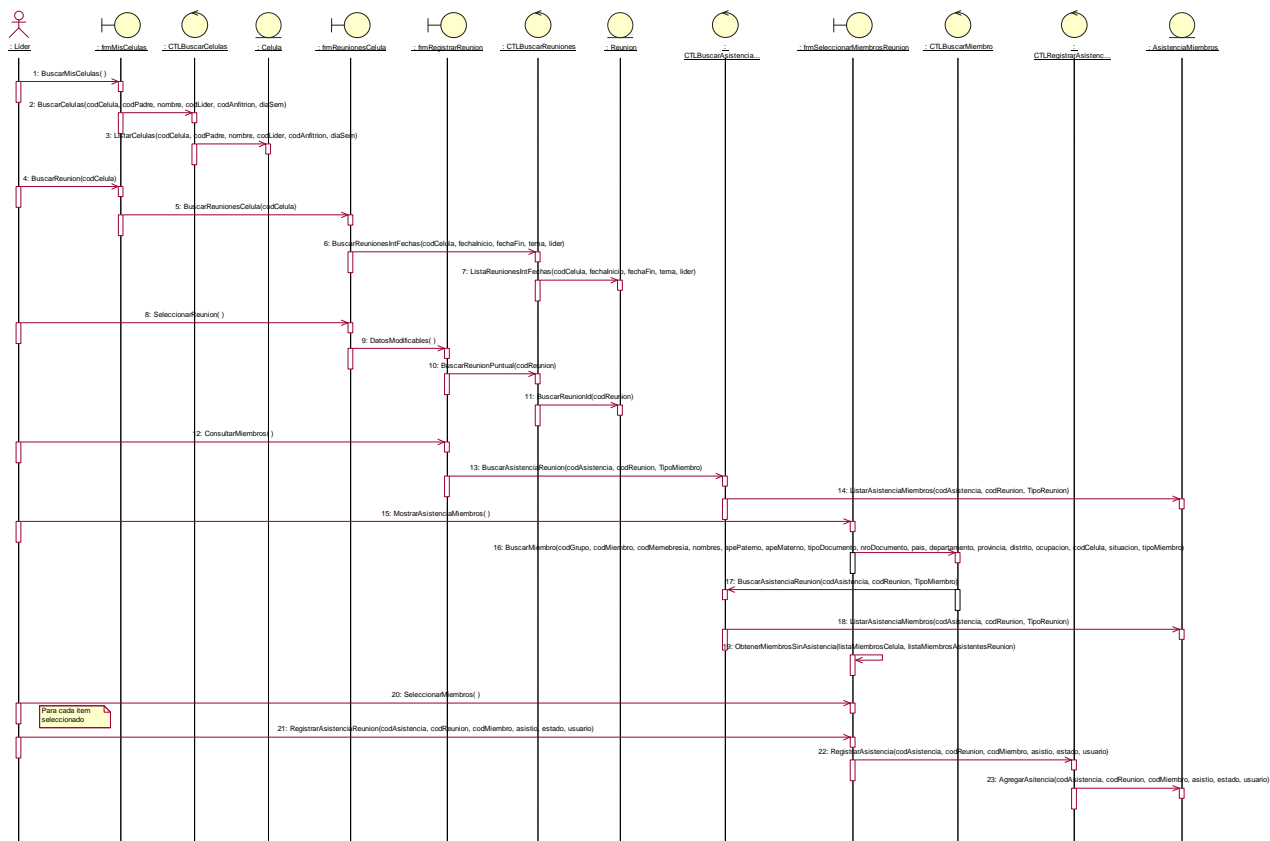 : Lider
: frmMisCelulas
: CTLBuscarCelulas
: Celula
: frmReunionesCelula
: frmRegistrarReunion
: CTLBuscarReuniones
: Reunion
:
CTLBuscarAsistencia...
: frmSeleccionarMiembrosReunion
: CTLBuscarMiembro
:
CTLRegistrarAsistenc...
: AsistenciaMiembros
1: BuscarMisCelulas( )
2: BuscarCelulas(codCelula, codPadre, nombre, codLider, codAnfitrion, diaSem)
3: ListarCelulas(codCelula, codPadre, nombre, codLider, codAnfitrion, diaSem)
4: BuscarReunion(codCelula)
5: BuscarReunionesCelula(codCelula)
6: BuscarReunionesIntFechas(codCelula, fechaInicio, fechaFin, tema, lider)
7: ListaReunionesIntFechas(codCelula, fechaInicio, fechaFin, tema, lider)
8: SeleccionarReunion( )
9: DatosModificables( )
10: BuscarReunionPuntual(codReunion)
11: BuscarReunionId(codReunion)
12: ConsultarMiembros( )
13: BuscarAsistenciaReunion(codAsistencia, codReunion, TipoMiembro)
14: ListarAsistenciaMiembros(codAsistencia, codReunion, TipoReunion)
15: MostrarAsistenciaMiembros( )
16: BuscarMiembro(codGrupo, codMiembro, codMemebresia, nombres, apePaterno, apeMaterno, tipoDocumento, nroDocumento, pais, departamento, provincia, distrito, ocupacion, codCelula, situacion, tipoMiembro)
17: BuscarAsistenciaReunion(codAsistencia, codReunion, TipoMiembro)
18: ListarAsistenciaMiembros(codAsistencia, codReunion, TipoReunion)
19: ObtenerMiembrosSinAsistencia(listaMiembrosCelula, listaMiembrosAsistentesReunion)
20: SeleccionarMiembros( )
Para cada item
seleccionado
21: RegistrarAsistenciaReunion(codAsistencia, codReunion, codMiembro, asistio, estado, usuario)
22: RegistrarAsistencia(codAsistencia, codReunion, codMiembro, asistio, estado, usuario)
23: AgregarAsitencia(codAsistencia, codReunion, codMiembro, asistio, estado, usuario)